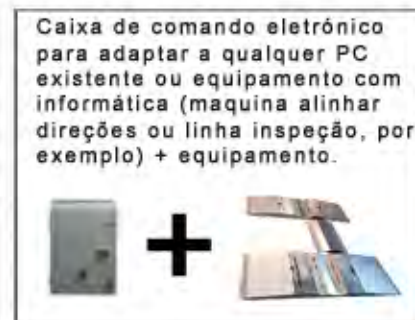 Caixa de comando eletrónico
para adaptar a qualquer PC
existente ou equipamento com
informática (maquina alinhar
direções ou linha inspeção, por
exemplo) + equipamento.